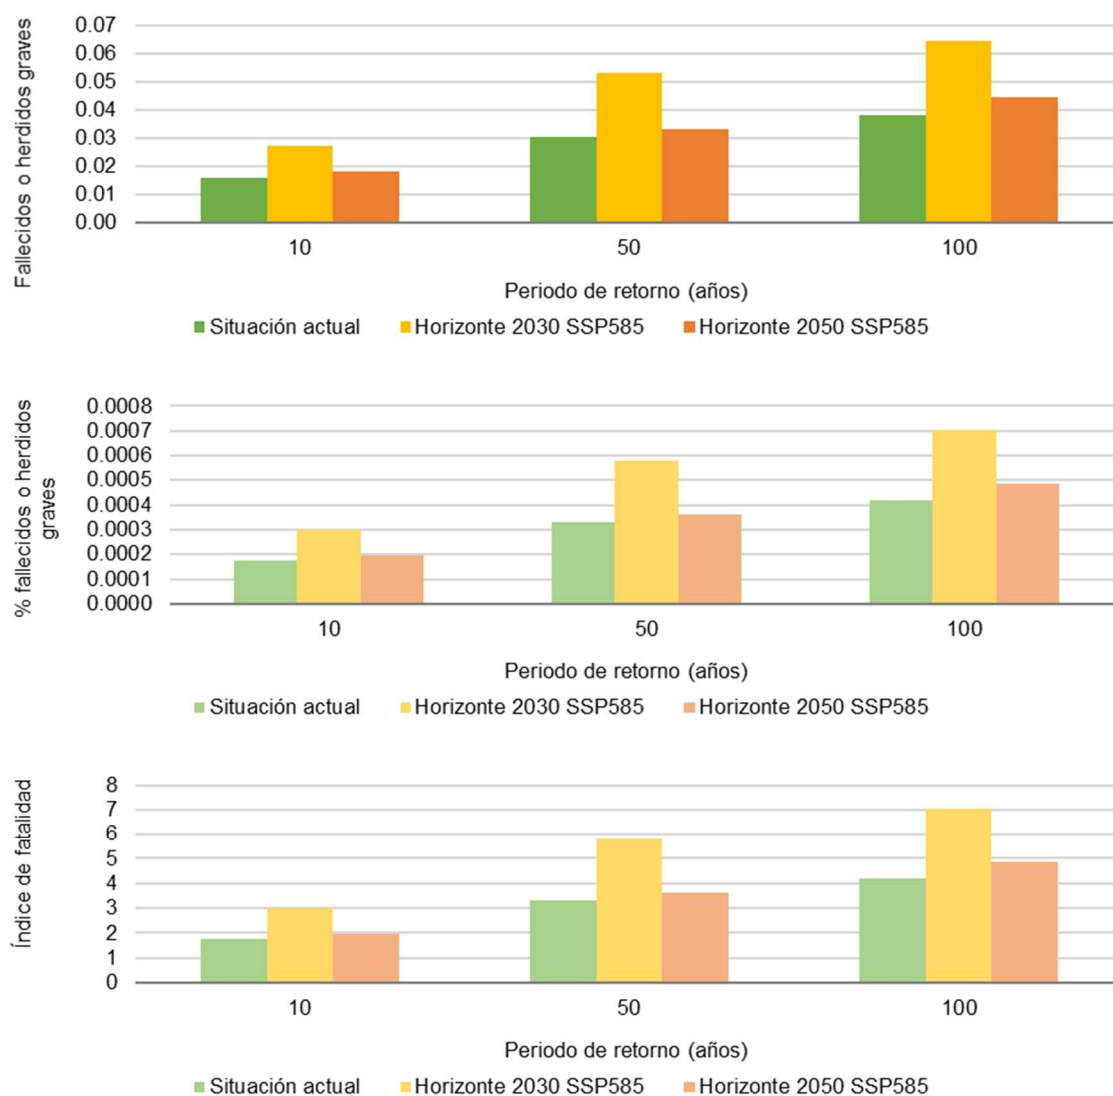 Fallecidos o herdidos graves
0.07
0.06
0.05
0.04
0.03
0.02
0.01
0.00
10 50 100
Periodo de retorno (años)
Situación actual Horizonte 2030 SSP585 Horizonte 2050 SSP585
% fallecidos o herdidos
graves
0.0008
0.0007
0.0006
0.0005
0.0004
0.0003
0.0002
0.0001
0.0000
10 50 100
Periodo de retorno (años)
Situación actual Horizonte 2030 SSP585 Horizonte 2050 SSP585
Índice de fatalidad
8
7
6
5
4
3
2
1
0
10 50 100
Periodo de retorno (años)
Situación actual Horizonte 2030 SSP585 Horizonte 2050 SSP585